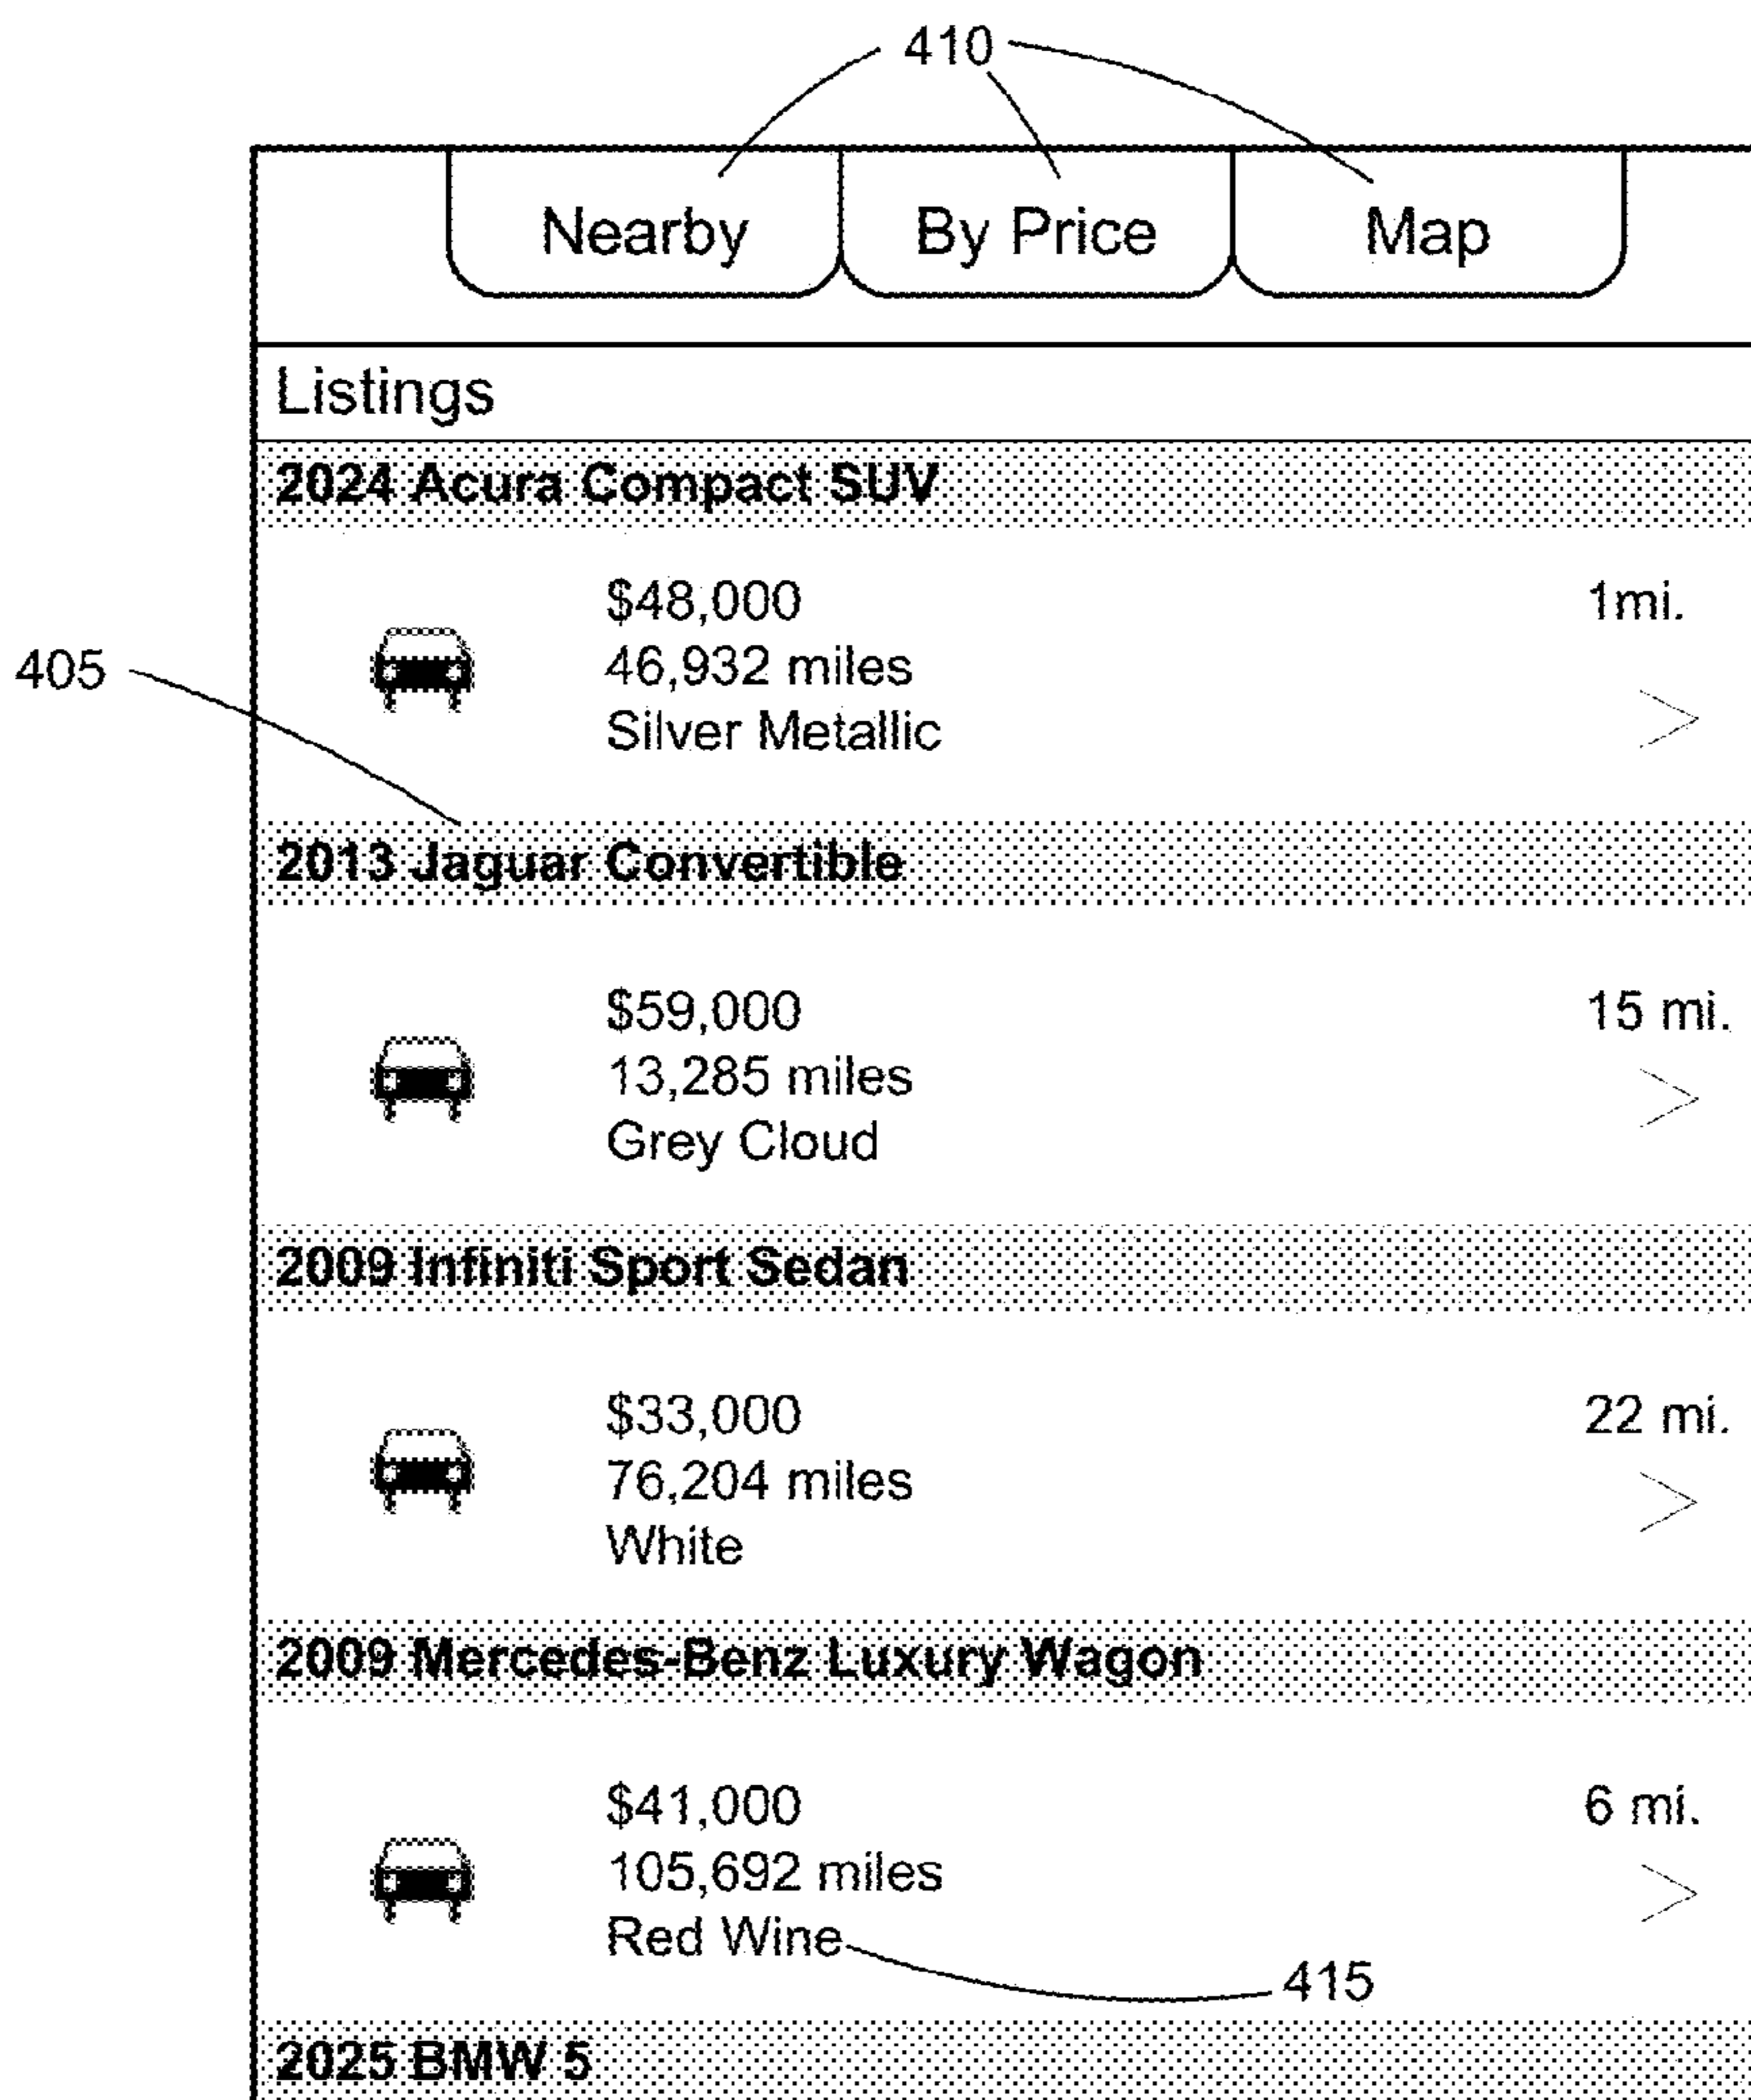 410
Nearby By Price Map
Listings
2024 Acura Compact SUV
$48,000 1mi.
46,932 miles
405
Silver Metallic
2013 Jaguar Convertible
$59,000 15 mi.
13,285 miles
Grey Cloud
2009 Infiniti Sport Sedan
$33,000 22 mi.
76,204 miles
White
2009 Mercedes-Benz Luxury Wagon
$41,000 6 mi.
105,692 miles
Red Wine
415
2025 BMW 5